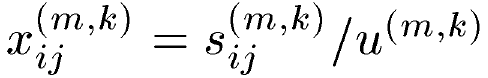 $x_{ij}^{(m,k)} = s_{ij}^{(m,k)} / u^{(m,k)}$